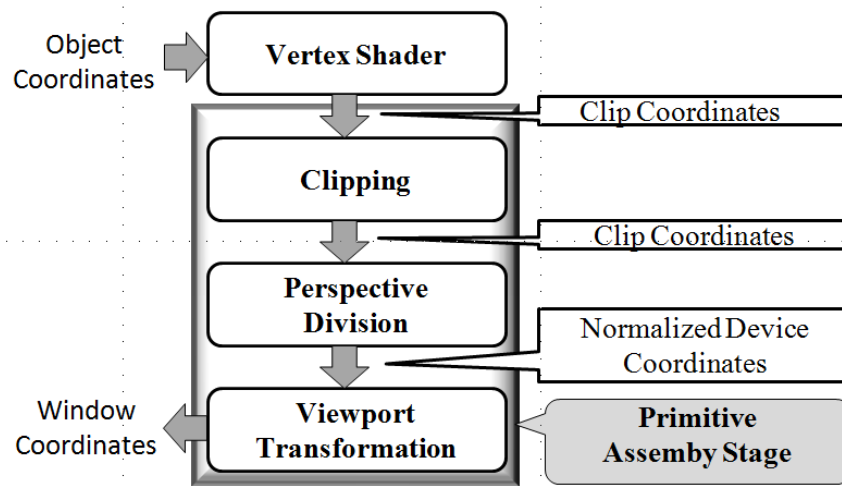 Object
Coordinates
Vertex Shader
Clip Coordinates
Clipping
Clip Coordinates
Perspective
Division
Normalized Device
Coordinates
Window
Coordinates
Viewport
Transformation
Primitive
Assemby Stage